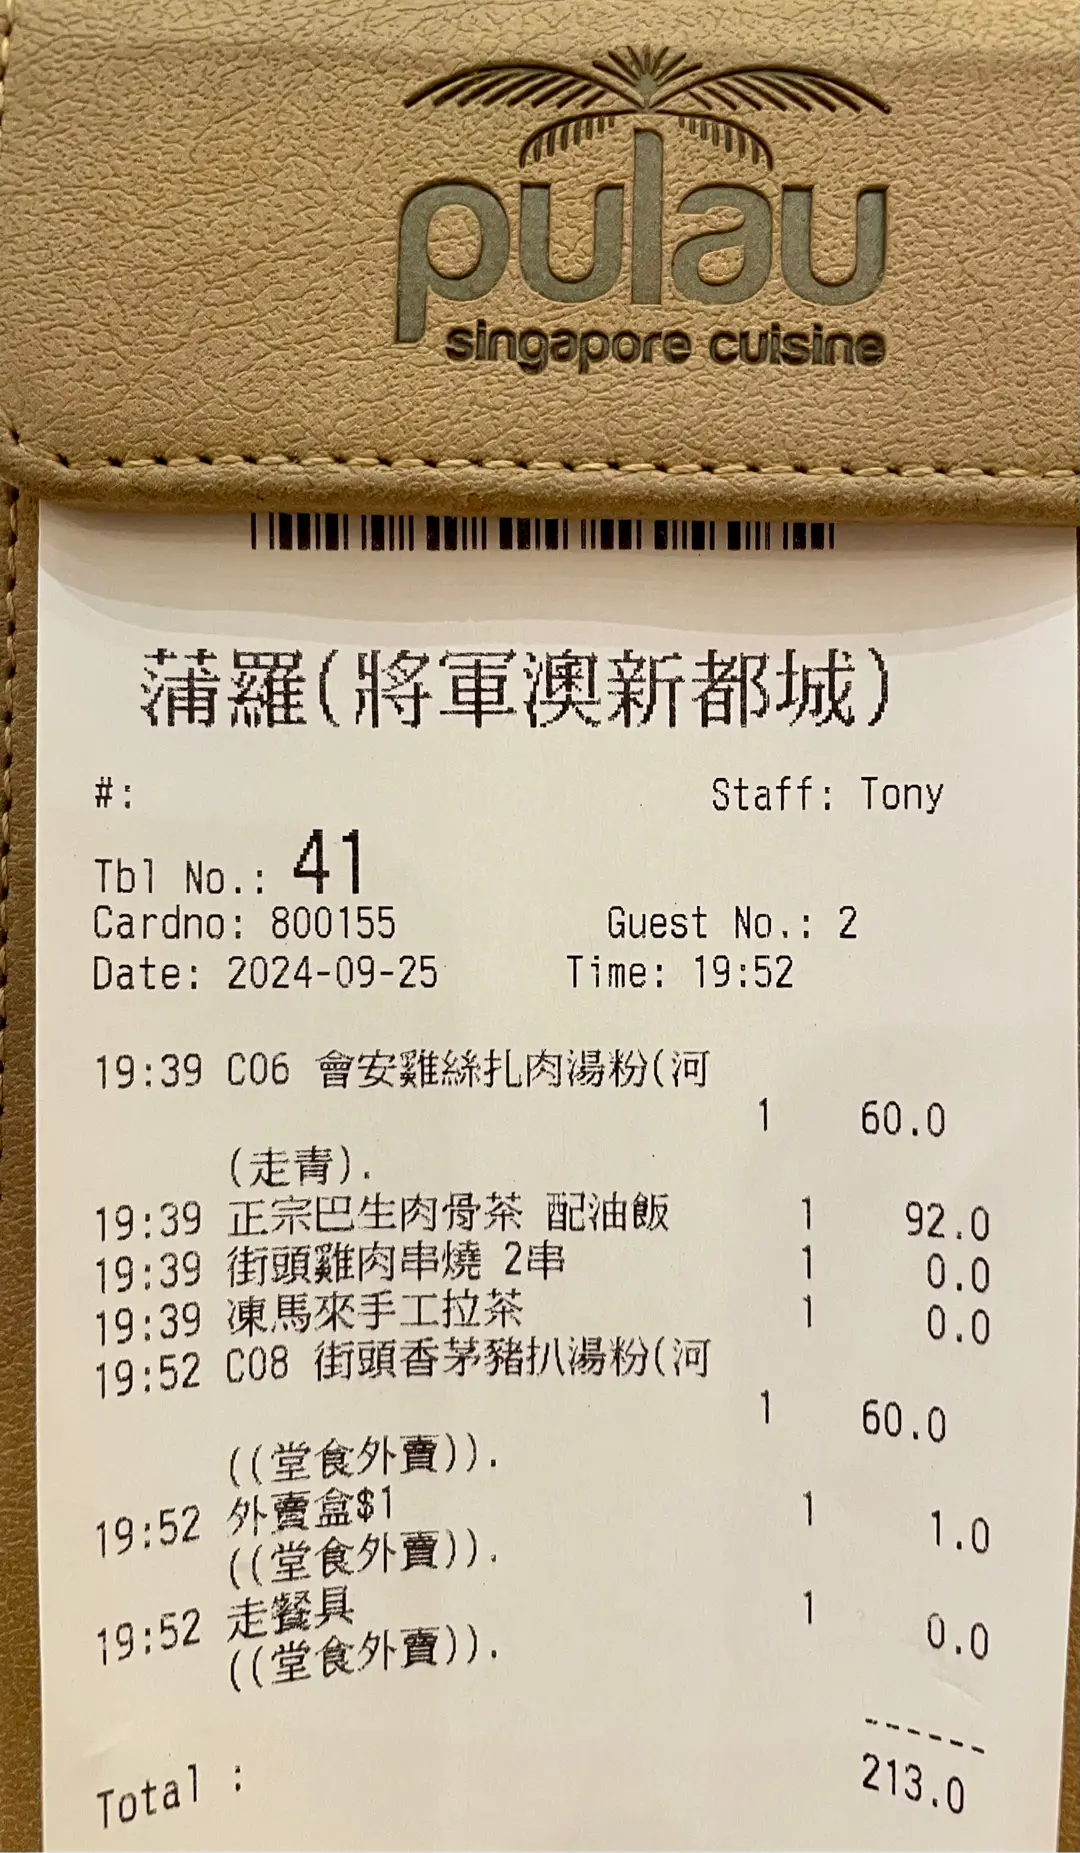 pulau
singapore cuisine
蒲羅(將軍澳新都城)
#: Staff: Tony
Tbl No.: 41
Cardno: 800155 Guest No.: 2
Date: 2024-09-25 Time: 19:52
19:39 C06 會安雞絲扎肉湯粉(河
1 60.0
(走青).
19:39 正宗巴生肉骨茶 配油飯 1 92.0
19:39 街頭雞肉串燒 2串 1 0.0
19:39 凍馬來手工拉茶 1 0.0
19:52 C08 街頭香茅豬扒湯粉(河
1 60.0
((堂食外賣)).
19:52 外賣盒$1 1 1.0
((堂食外賣)).
19:52 走餐具 1 0.0
((堂食外賣)).
------
Total : 213.0